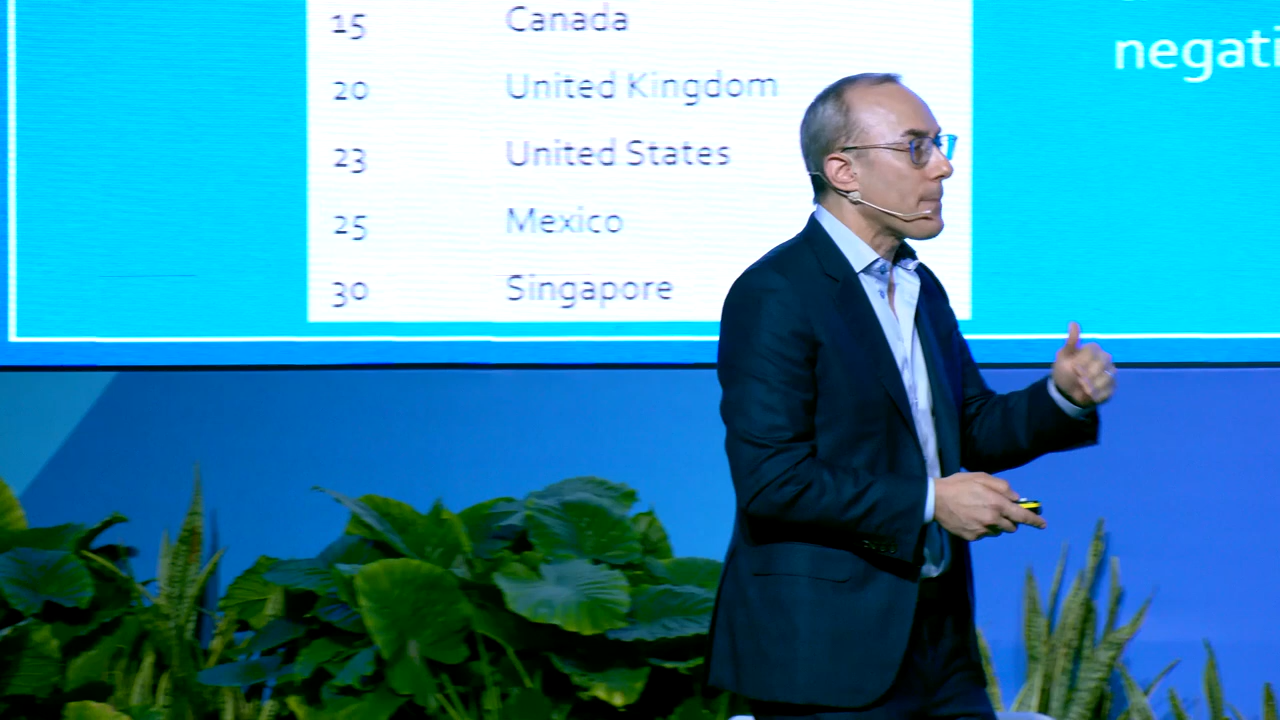 15 Canada
negati
20 United Kingdom
23 United States
25 Mexico
30 Singapore